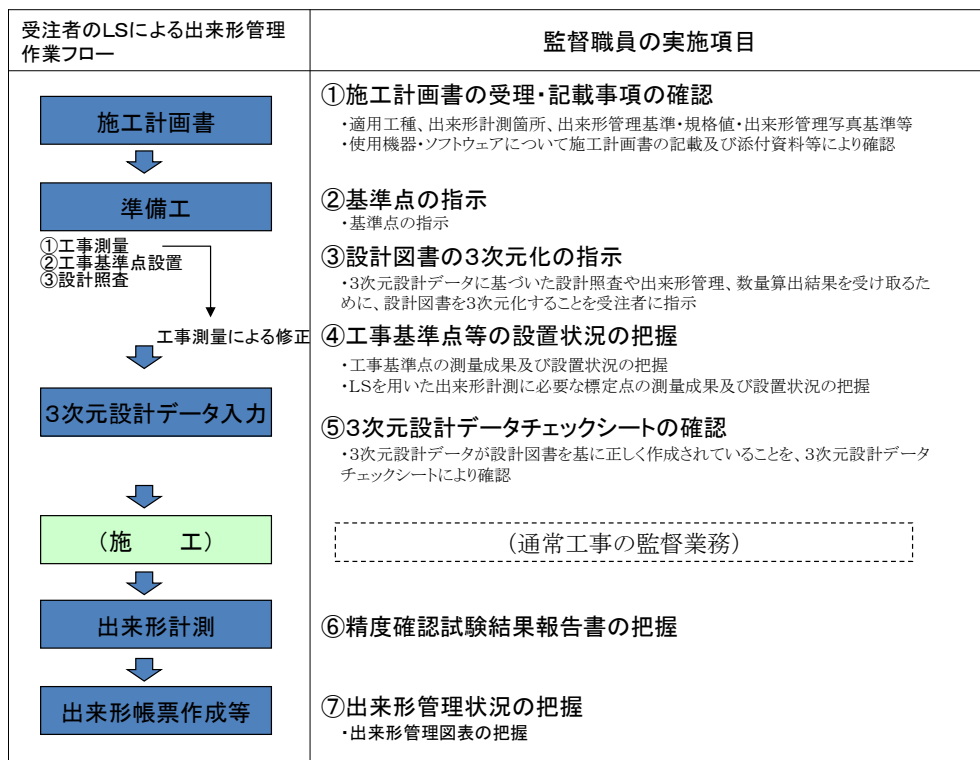 受注者のLSによる出来形管理
作業フロー
監督職員の実施項目
施工計画書
①施工計画書の受理・記載事項の確認
・適用工種、出来形計測箇所、出来形管理基準・規格値・出来形管理写真基準等
・使用機器・ソフトウェアについて施工計画書の記載及び添付資料等により確認
準備工
②基準点の指示
・基準点の指示
①工事測量
②工事基準点設置
③設計照査
③設計図書の3次元化の指示
・3次元設計データに基づいた設計照査や出来形管理、数量算出結果を受け取るた
めに、設計図書を3次元化することを受注者に指示
工事測量による修正
④工事基準点等の設置状況の把握
・工事基準点の測量成果及び設置状況の把握
・LSを用いた出来形計測に必要な標定点の測量成果及び設置状況の把握
3次元設計データ入力
⑤3次元設計データチェックシートの確認
・3次元設計データが設計図書を基に正しく作成されていることを、3次元設計データ
チェックシートにより確認
(施　工)
(通常工事の監督業務)
出来形計測
⑥精度確認試験結果報告書の把握
出来形帳票作成等
⑦出来形管理状況の把握
・出来形管理図表の把握